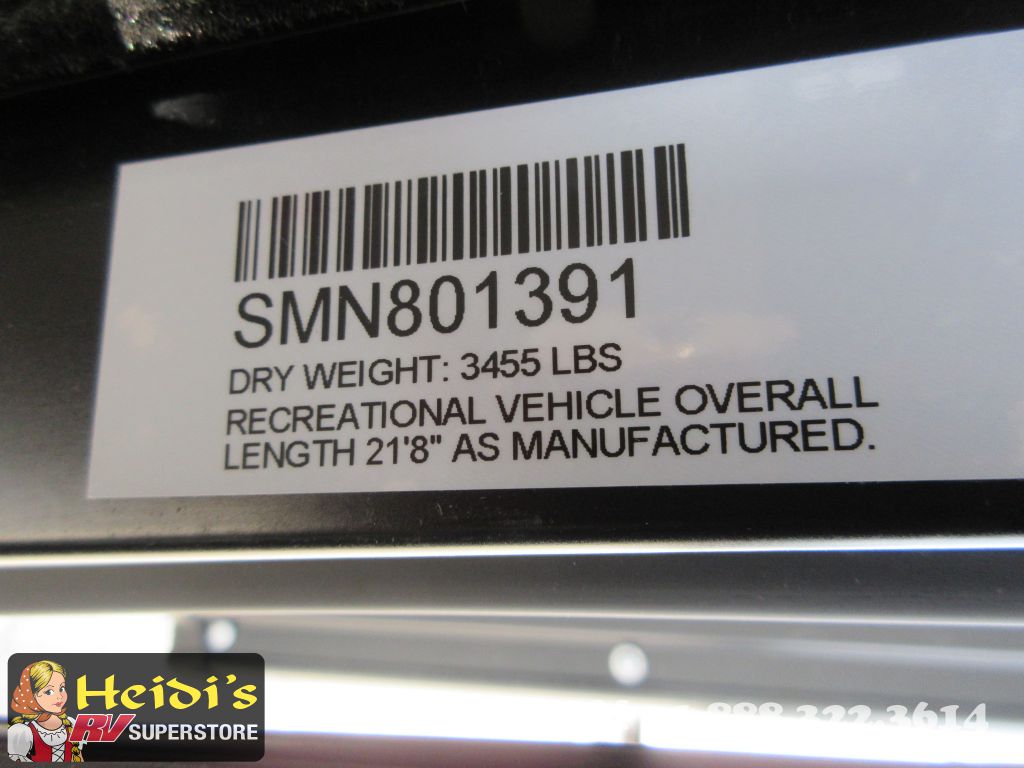 SMN801391
DRY WEIGHT: 3455 LBS
RECREATIONAL VEHICLE OVERALL
LENGTH 21'8" AS MANUFACTURED.
Heidi's
RV SUPERSTORE
888.322.3614